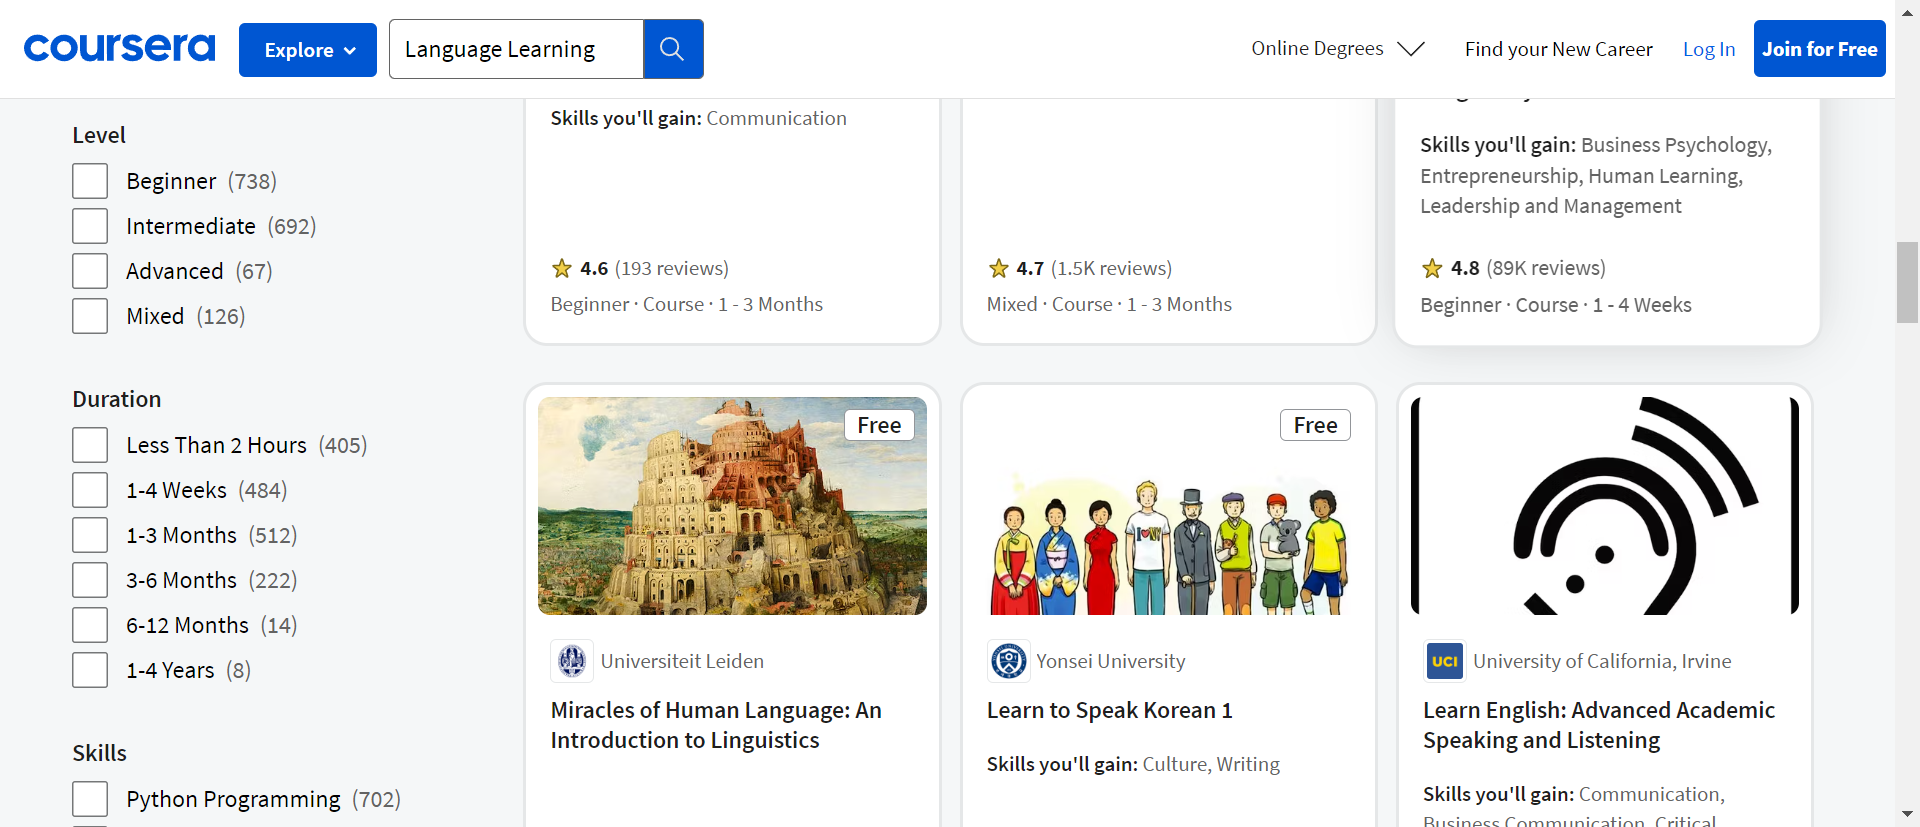 coursera
Explore
Language Learning
Online Degrees
Find your New Career
Log In
Join for Free
Level
Beginner (738)
Intermediate (692)
Advanced (67)
Mixed (126)
Duration
Less Than 2 Hours (405)
1-4 Weeks (484)
1-3 Months (512)
3-6 Months (222)
6-12 Months (14)
1-4 Years (8)
Skills
Python Programming (702)
Skills you'll gain: Communication
4.6 (193 reviews)
Beginner · Course · 1 - 3 Months
4.7 (1.5K reviews)
Mixed · Course · 1 - 3 Months
Skills you'll gain: Business Psychology,
Entrepreneurship, Human Learning,
Leadership and Management
4.8 (89K reviews)
Beginner · Course · 1 - 4 Weeks
Free
Universiteit Leiden
Miracles of Human Language: An
Introduction to Linguistics
Free
I NY
Yonsei University
Learn to Speak Korean 1
Skills you'll gain: Culture, Writing
UCI
University of California, Irvine
Learn English: Advanced Academic
Speaking and Listening
Skills you'll gain: Communication,
Business Communication, Critical